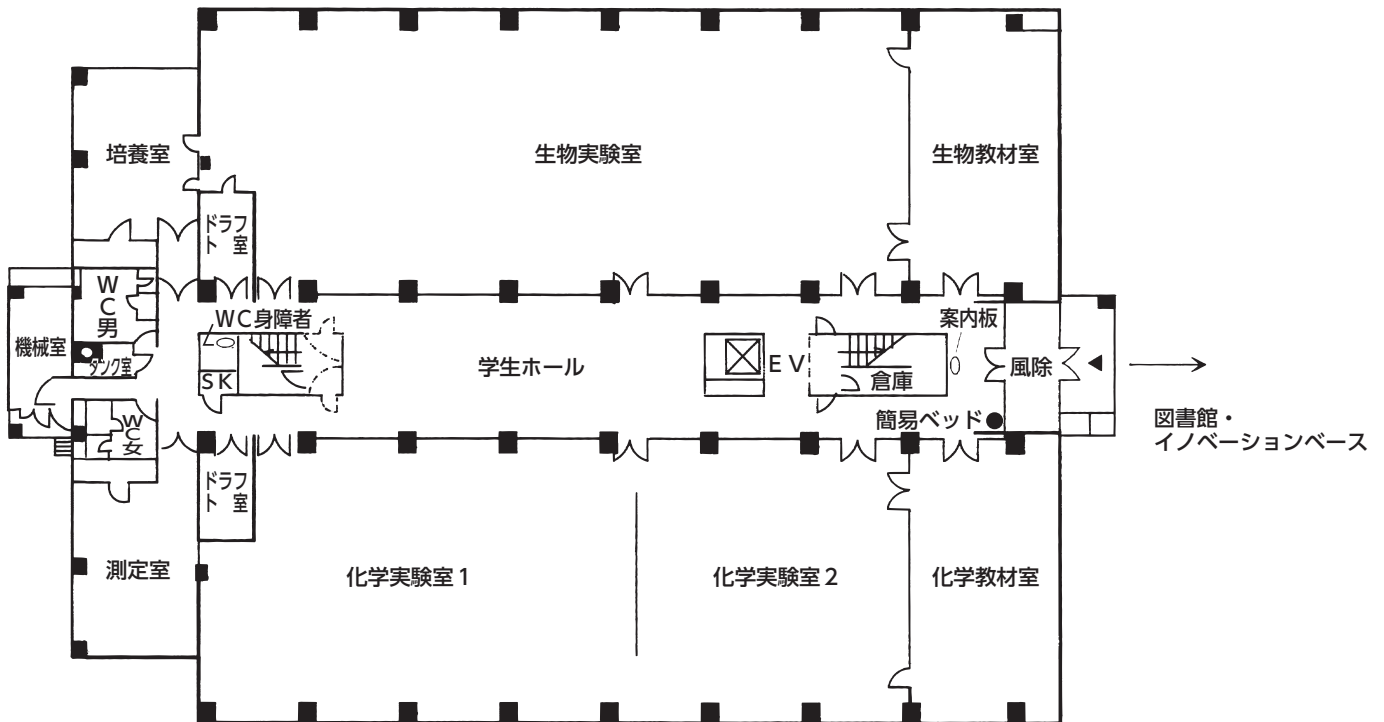 培養室
生物実験室
生物教材室
ドラフ
ト 室
WC男
WC身障者
案内板
機械室
タンク室
学生ホール
EV
風除
SK
倉庫
WC女
簡易ベッド
図書館・
イノベーションベース
ドラフ
ト 室
測定室
化学実験室1
化学実験室2
化学教材室